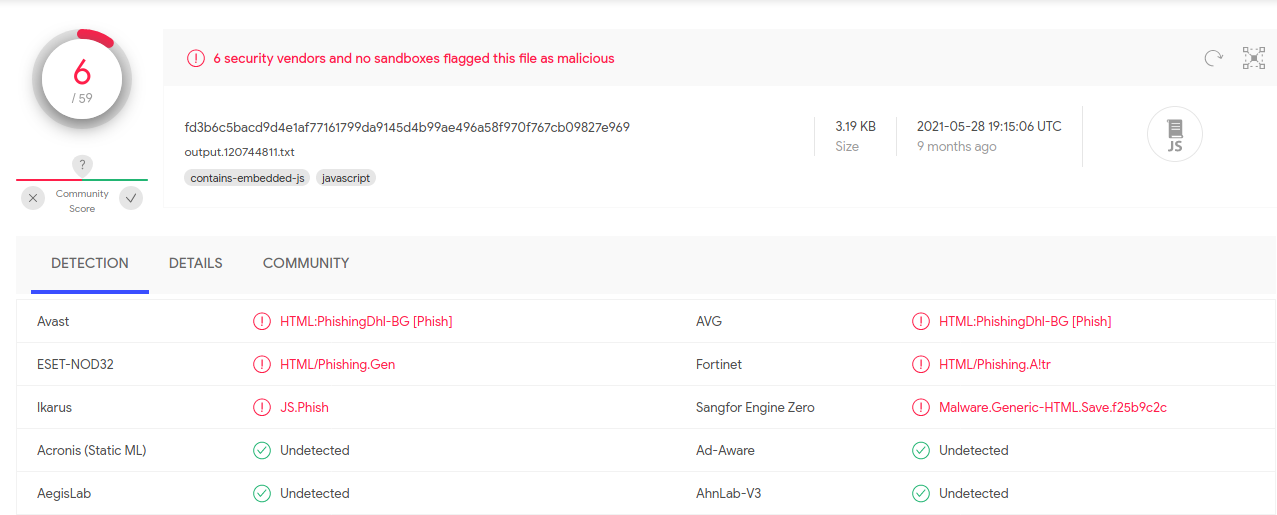 6
/ 59
6 security vendors and no sandboxes flagged this file as malicious
fd3b6c5bacd9d4e1af77161799da9145d4b99ae496a58f970f767cb09827e969
output.120744811.txt
contains-embedded-js javascript
3.19 KB
Size
2021-05-28 19:15:06 UTC
9 months ago
JS
?
Community
Score
DETECTION DETAILS COMMUNITY
Avast HTML:PhishingDhl-BG [Phish] AVG HTML:PhishingDhl-BG [Phish]
ESET-NOD32 HTML/Phishing.Gen Fortinet HTML/Phishing.A!tr
Ikarus JS.Phish Sangfor Engine Zero Malware.Generic-HTML.Save.f25b9c2c
Acronis (Static ML) Undetected Ad-Aware Undetected
AegisLab Undetected AhnLab-V3 Undetected